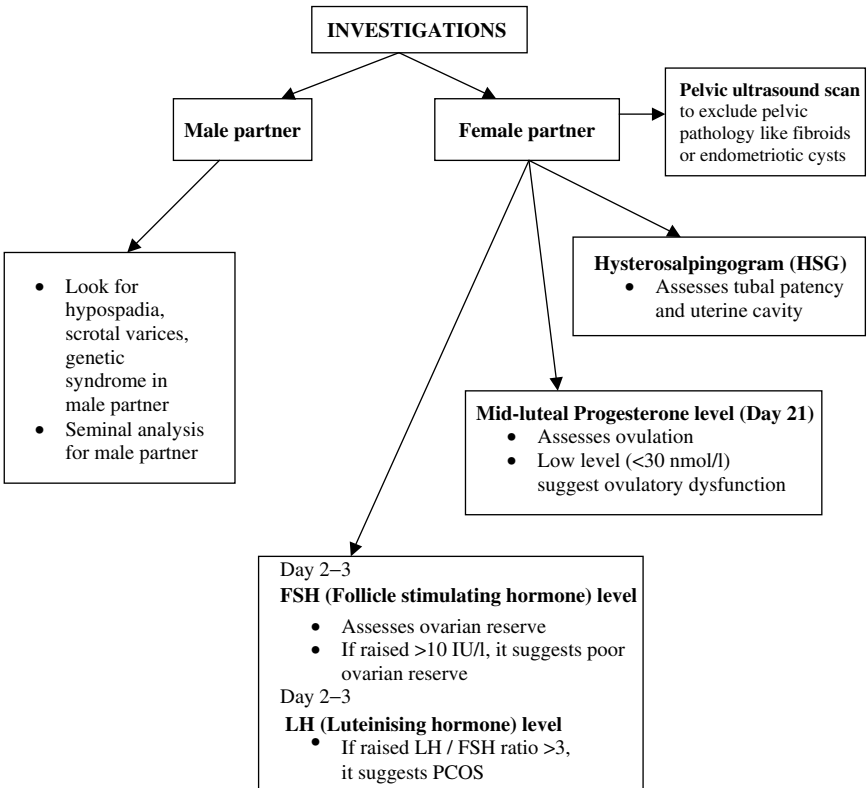 INVESTIGATIONS
Male partner
Female partner
Pelvic ultrasound scan
to exclude pelvic
pathology like fibroids
or endometriotic cysts
• Look for
hypospadia,
scrotal varices,
genetic
syndrome in
male partner
• Seminal analysis
for male partner
Hysterosalpingogram (HSG)
• Assesses tubal patency
and uterine cavity
Mid-luteal Progesterone level (Day 21)
• Assesses ovulation
• Low level (<30 nmol/l)
suggest ovulatory dysfunction
Day 2–3
FSH (Follicle stimulating hormone) level
• Assesses ovarian reserve
• If raised >10 IU/l, it suggests poor
ovarian reserve
Day 2–3
LH (Luteinising hormone) level
• If raised LH / FSH ratio >3,
it suggests PCOS